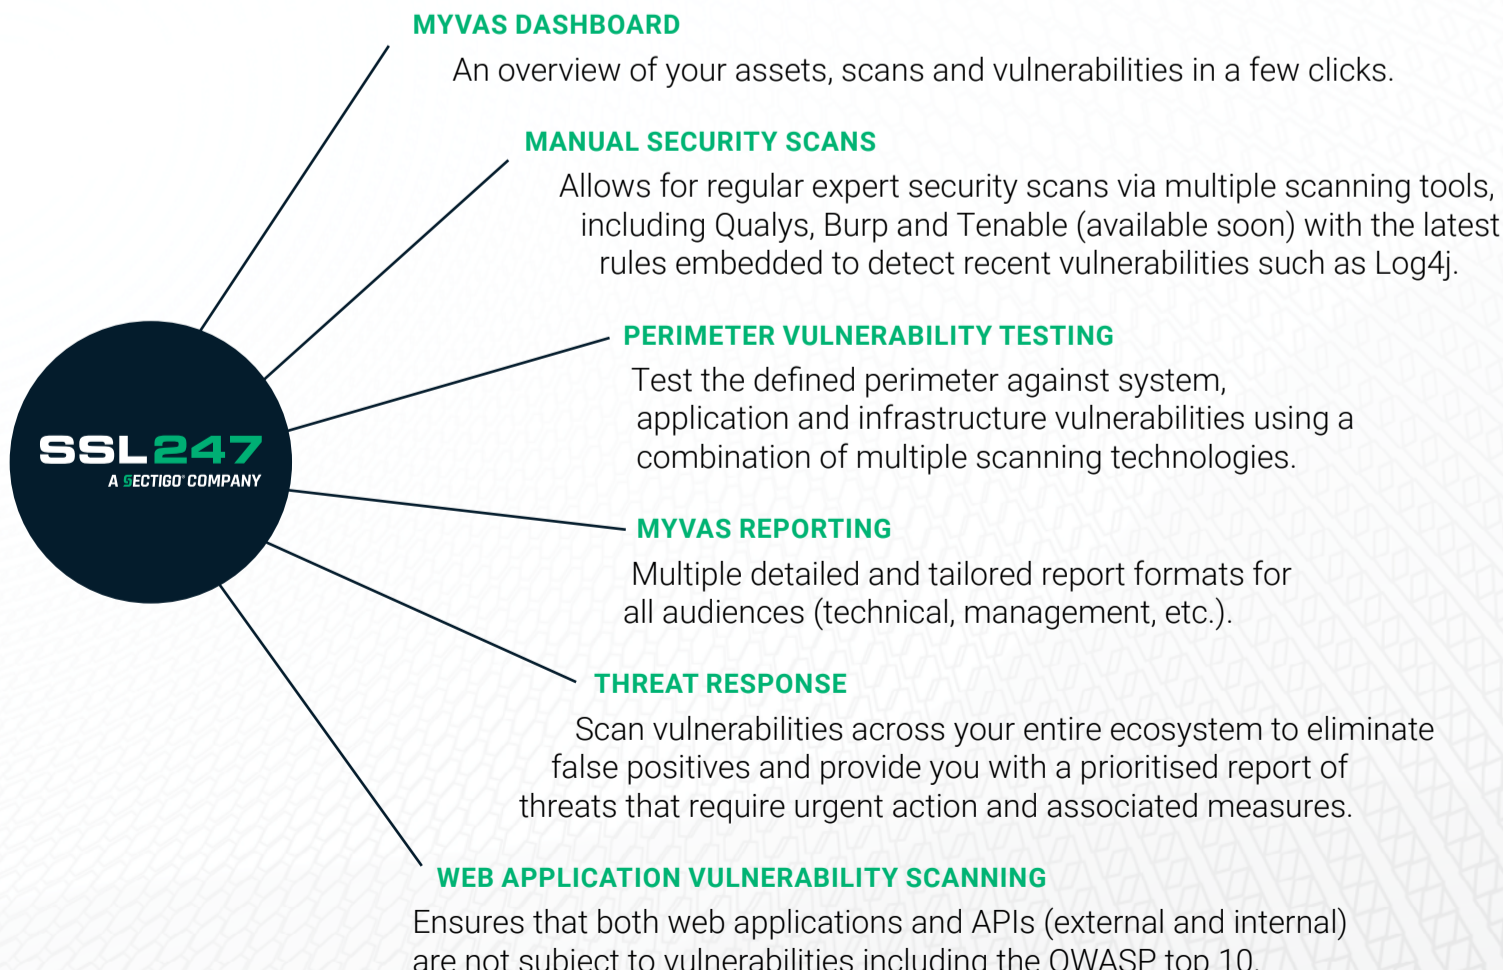 MYVAS DASHBOARD
An overview of your assets, scans and vulnerabilities in a few clicks.
MANUAL SECURITY SCANS
Allows for regular expert security scans via multiple scanning tools,
including Qualys, Burp and Tenable (available soon) with the latest
rules embedded to detect recent vulnerabilities such as Log4j.
PERIMETER VULNERABILITY TESTING
Test the defined perimeter against system,
application and infrastructure vulnerabilities using a
combination of multiple scanning technologies.
SSL247
A SECTIGO® COMPANY
MYVAS REPORTING
Multiple detailed and tailored report formats for
all audiences (technical, management, etc.).
THREAT RESPONSE
Scan vulnerabilities across your entire ecosystem to eliminate
false positives and provide you with a prioritised report of
threats that require urgent action and associated measures.
WEB APPLICATION VULNERABILITY SCANNING
Ensures that both web applications and APIs (external and internal)
are not subject to vulnerabilities including the OWASP top 10.